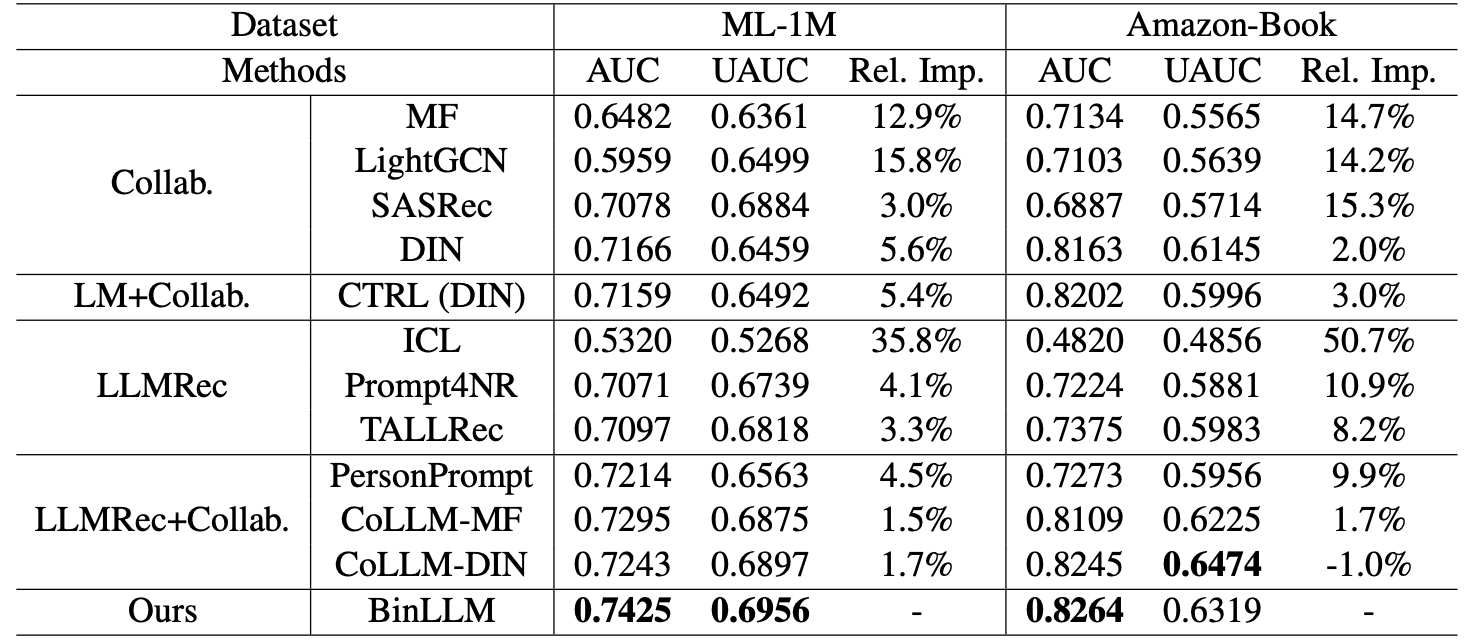 Dataset ML-1M Amazon-Book
Methods AUC UAUC Rel. Imp. AUC UAUC Rel. Imp.
Collab. MF 0.6482 0.6361 12.9% 0.7134 0.5565 14.7%
LightGCN 0.5959 0.6499 15.8% 0.7103 0.5639 14.2%
SASRec 0.7078 0.6884 3.0% 0.6887 0.5714 15.3%
DIN 0.7166 0.6459 5.6% 0.8163 0.6145 2.0%
LM+Collab. CTRL (DIN) 0.7159 0.6492 5.4% 0.8202 0.5996 3.0%
LLMRec ICL 0.5320 0.5268 35.8% 0.4820 0.4856 50.7%
Prompt4NR 0.7071 0.6739 4.1% 0.7224 0.5881 10.9%
TALLRec 0.7097 0.6818 3.3% 0.7375 0.5983 8.2%
LLMRec+Collab. PersonPrompt 0.7214 0.6563 4.5% 0.7273 0.5956 9.9%
CoLLM-MF 0.7295 0.6875 1.5% 0.8109 0.6225 1.7%
CoLLM-DIN 0.7243 0.6897 1.7% 0.8245 0.6474 -1.0%
Ours BinLLM 0.7425 0.6956 - 0.8264 0.6319 -